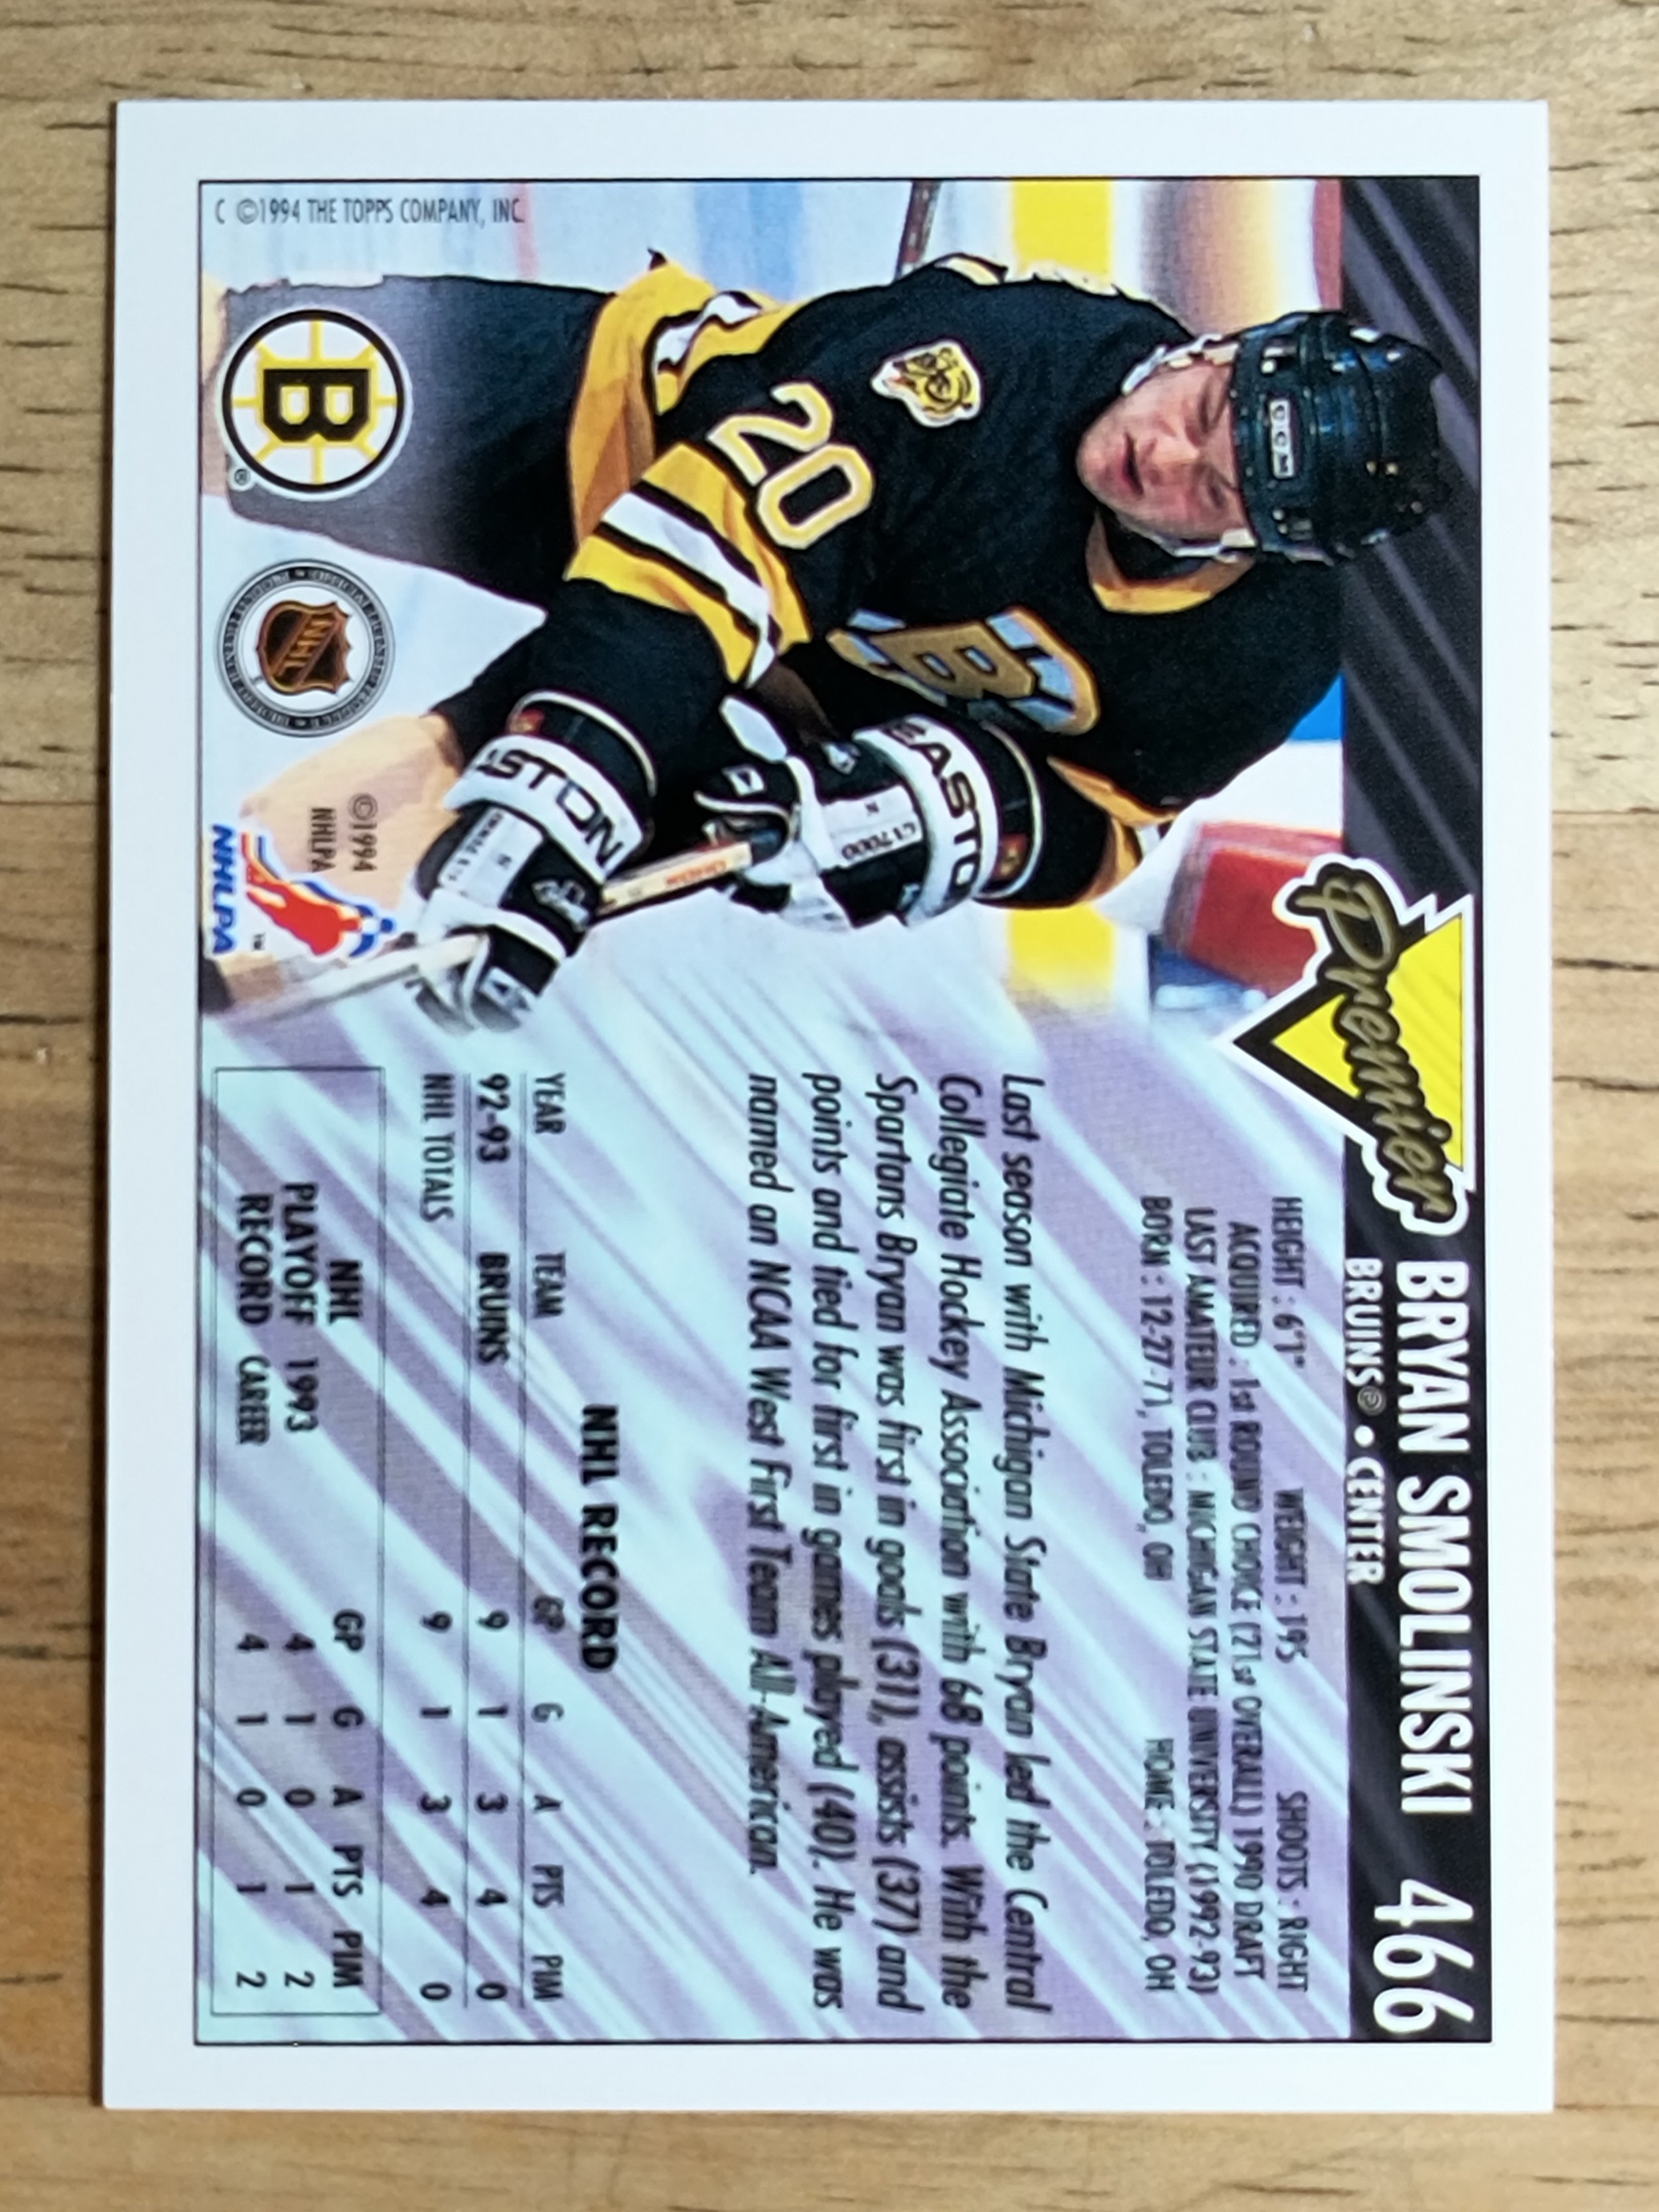 Premier
BRYAN SMOLINSKI 466
BRUINS® • CENTER
HEIGHT : 6'1" WEIGHT : 195 SHOOTS : RIGHT
ACQUIRED : 1st ROUND CHOICE (21st OVERALL) 1990 DRAFT
LAST AMATEUR CLUB : MICHIGAN STATE UNIVERSITY (1992-93)
BORN : 12-27-71, TOLEDO, OH HOME : TOLEDO, OH
Last season with Michigan State Bryan led the Central
Collegiate Hockey Association with 68 points. With the
Spartans Bryan was first in goals (31), assists (37) and
points and tied for first in games played (40). He was
named an NCAA West First Team All-American.
NHL RECORD
YEAR TEAM GP G A PTS PIM
92-93 BRUINS 9 1 3 4 0
NHL TOTALS 9 1 3 4 0
NHL GP G A PTS PIM
PLAYOFF 1993 4 1 0 1 2
RECORD CAREER 4 1 0 1 2
CCM
20
B
EASTO
C17000
ASTON
B
®
NHL
©1994
NHLPA
NHLPA
TM
C ©1994 THE TOPPS COMPANY, INC.